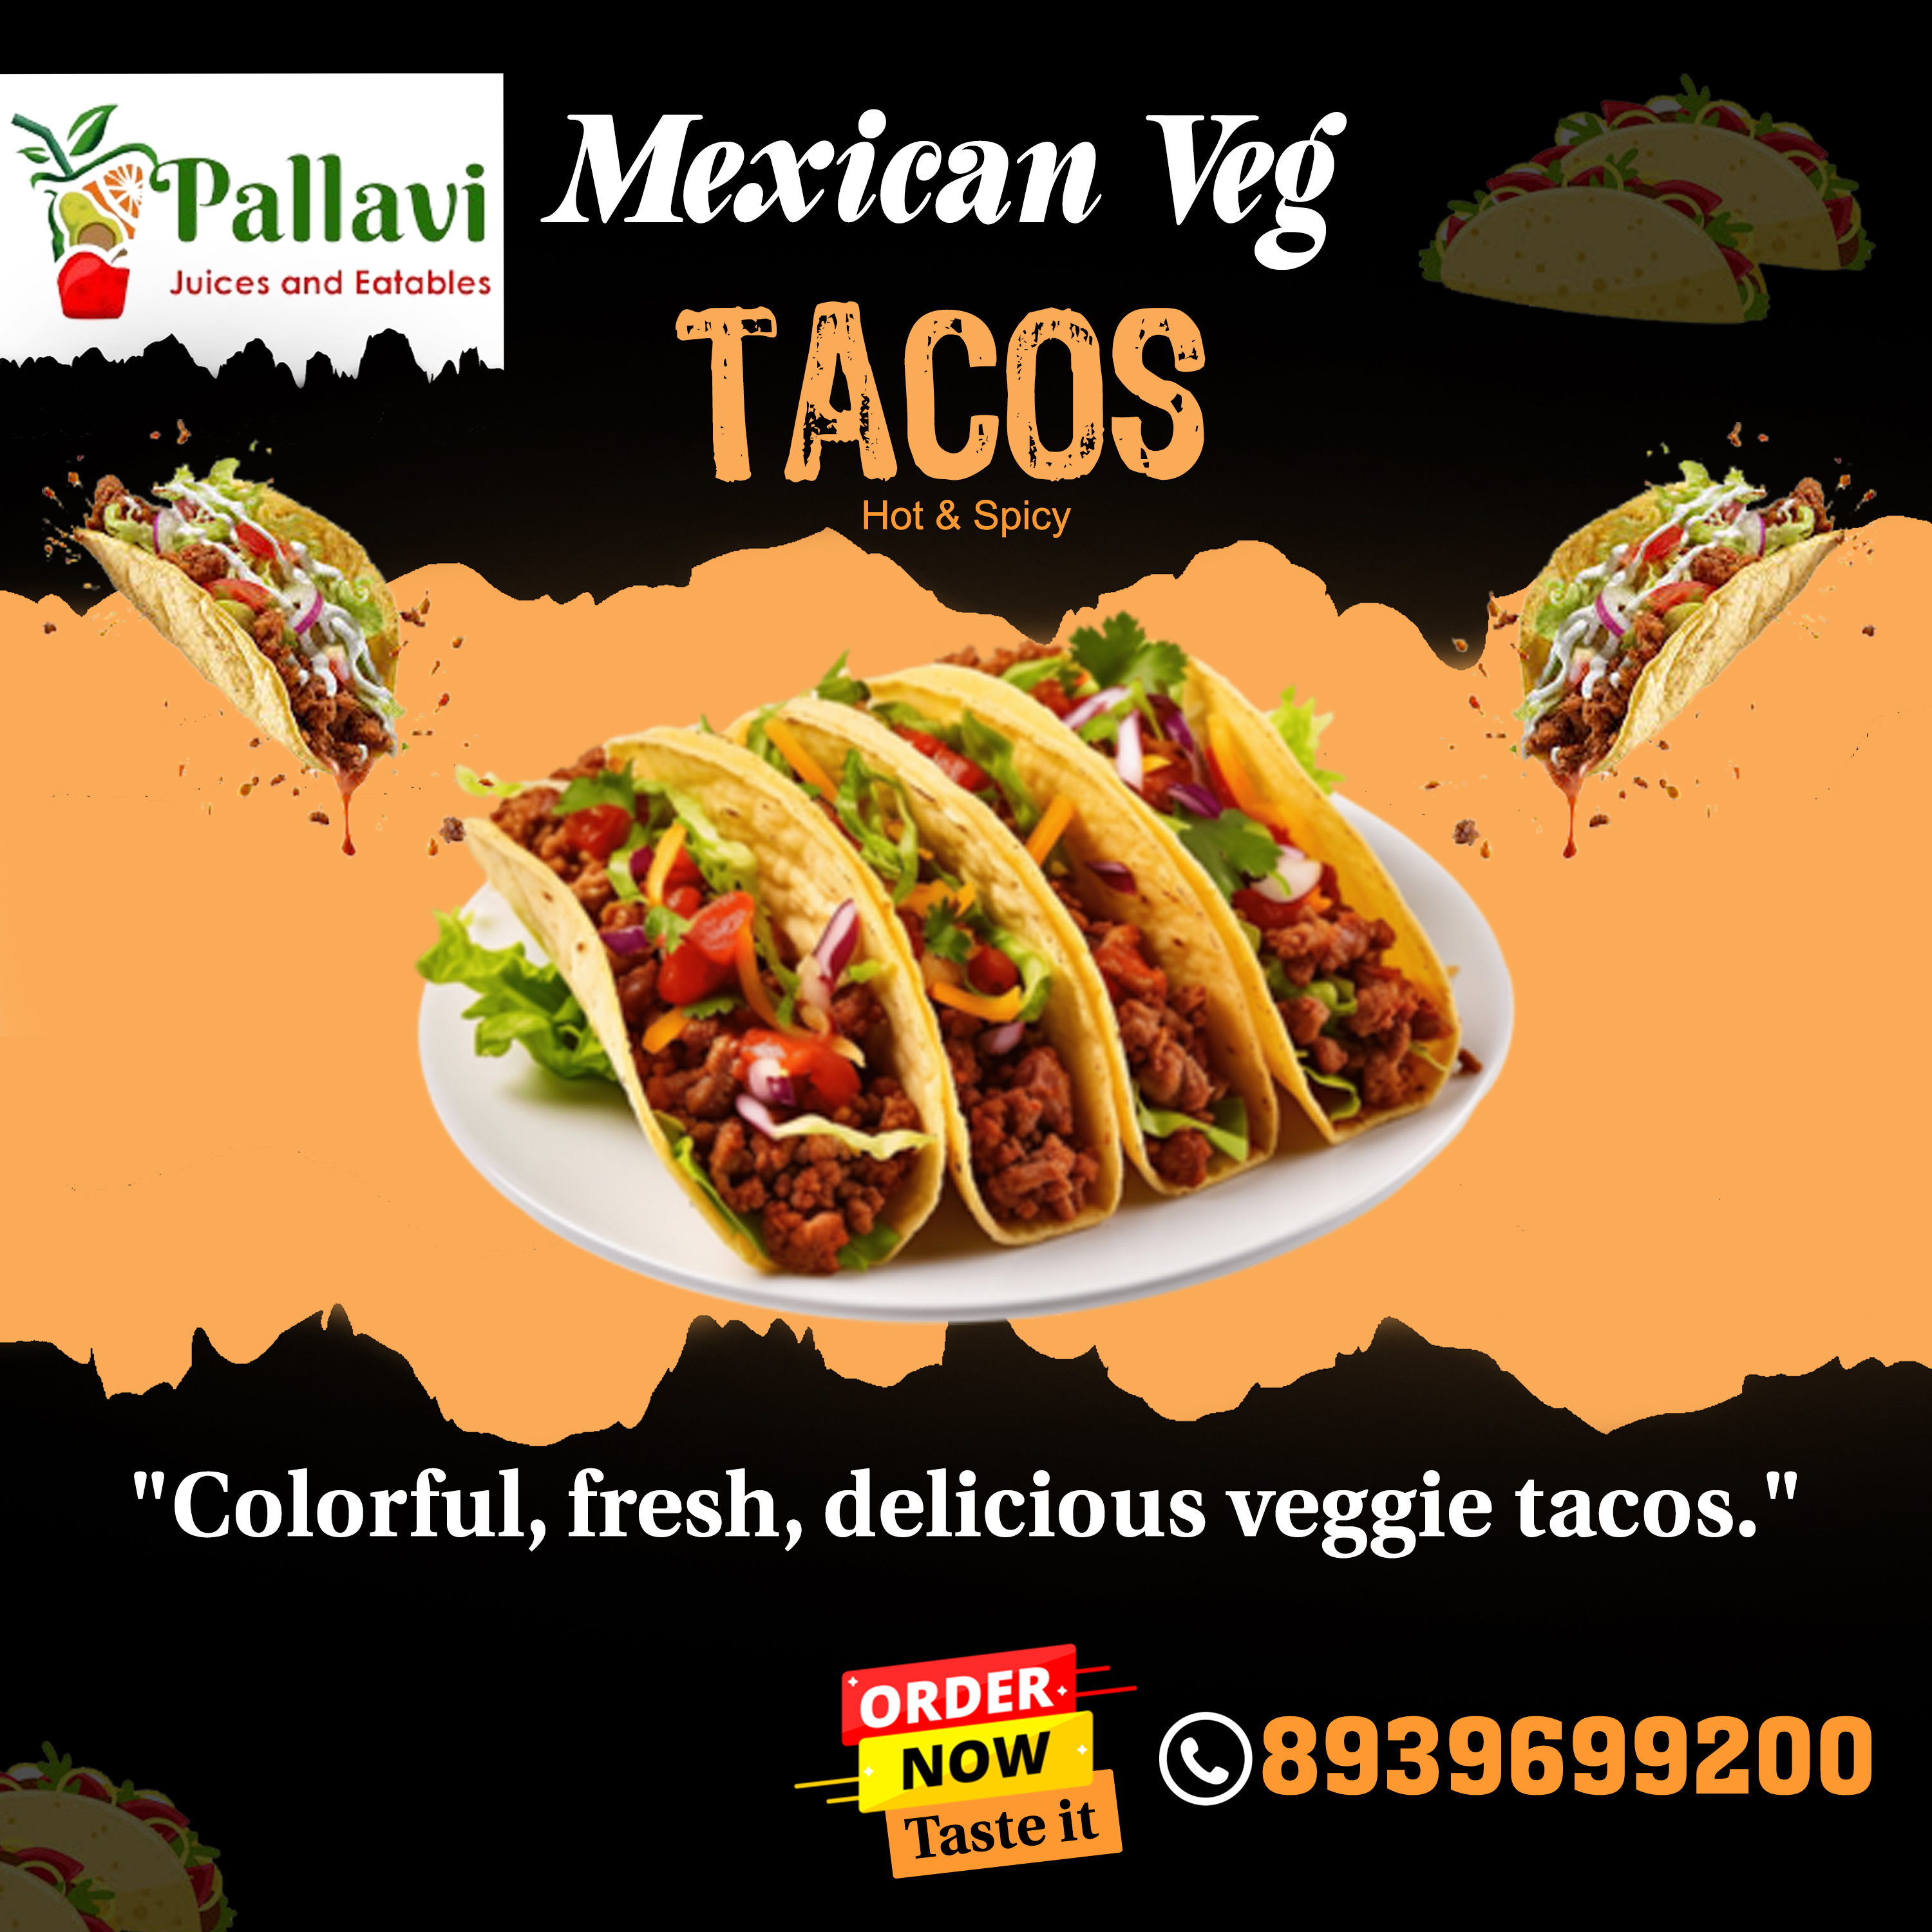 Pallavi
Juices and Eatables
Mexican Veg
TACOS
Hot & Spicy
"Colorful, fresh, delicious veggie tacos."
ORDER
NOW
Taste it
8939699200